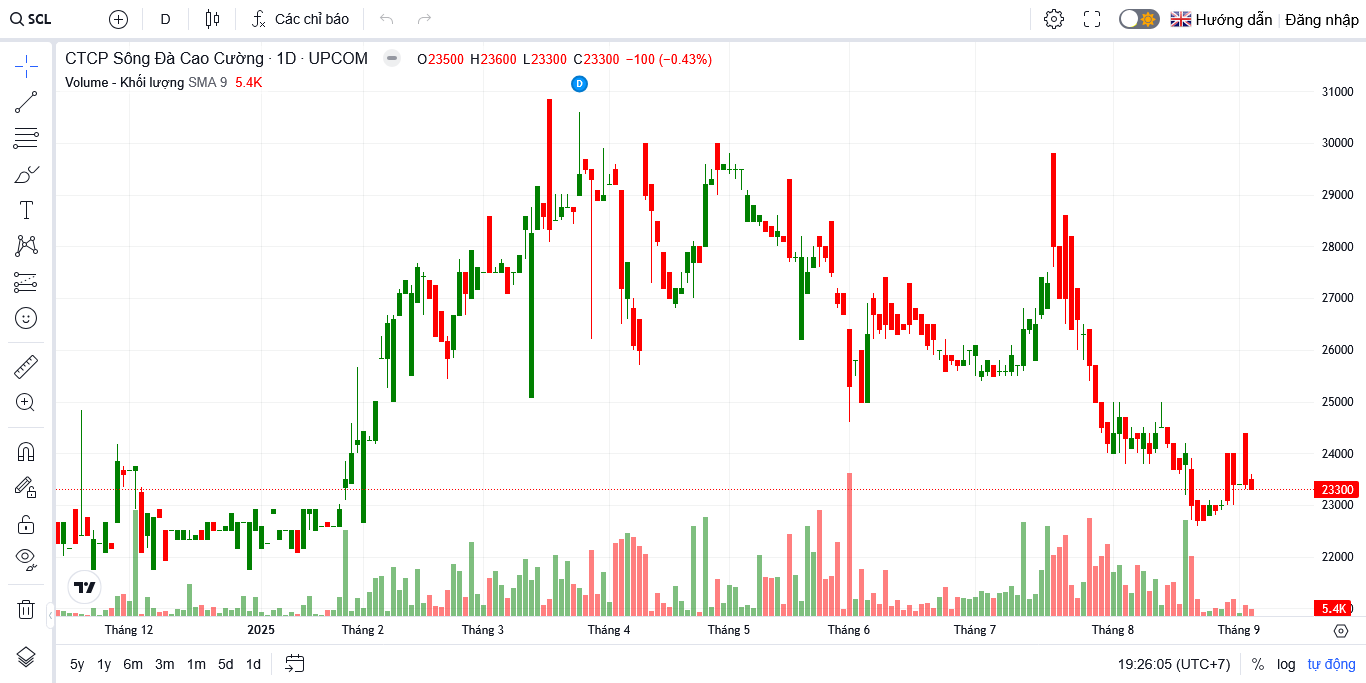 SCL D Các chỉ báo Hướng dẫn Đăng nhập
CTCP Sông Đà Cao Cường · 1D · UPCOM O23500 H23600 L23300 C23300 −100 (−0.43%)
Volume - Khối lượng SMA 9 5.4K
D
31000
30000
29000
28000
27000
26000
25000
24000
23300
23000
22000
5.4K
Tháng 12 2025 Tháng 2 Tháng 3 Tháng 4 Tháng 5 Tháng 6 Tháng 7 Tháng 8 Tháng 9
5y 1y 6m 3m 1m 5d 1d 19:26:05 (UTC+7) % log tự động